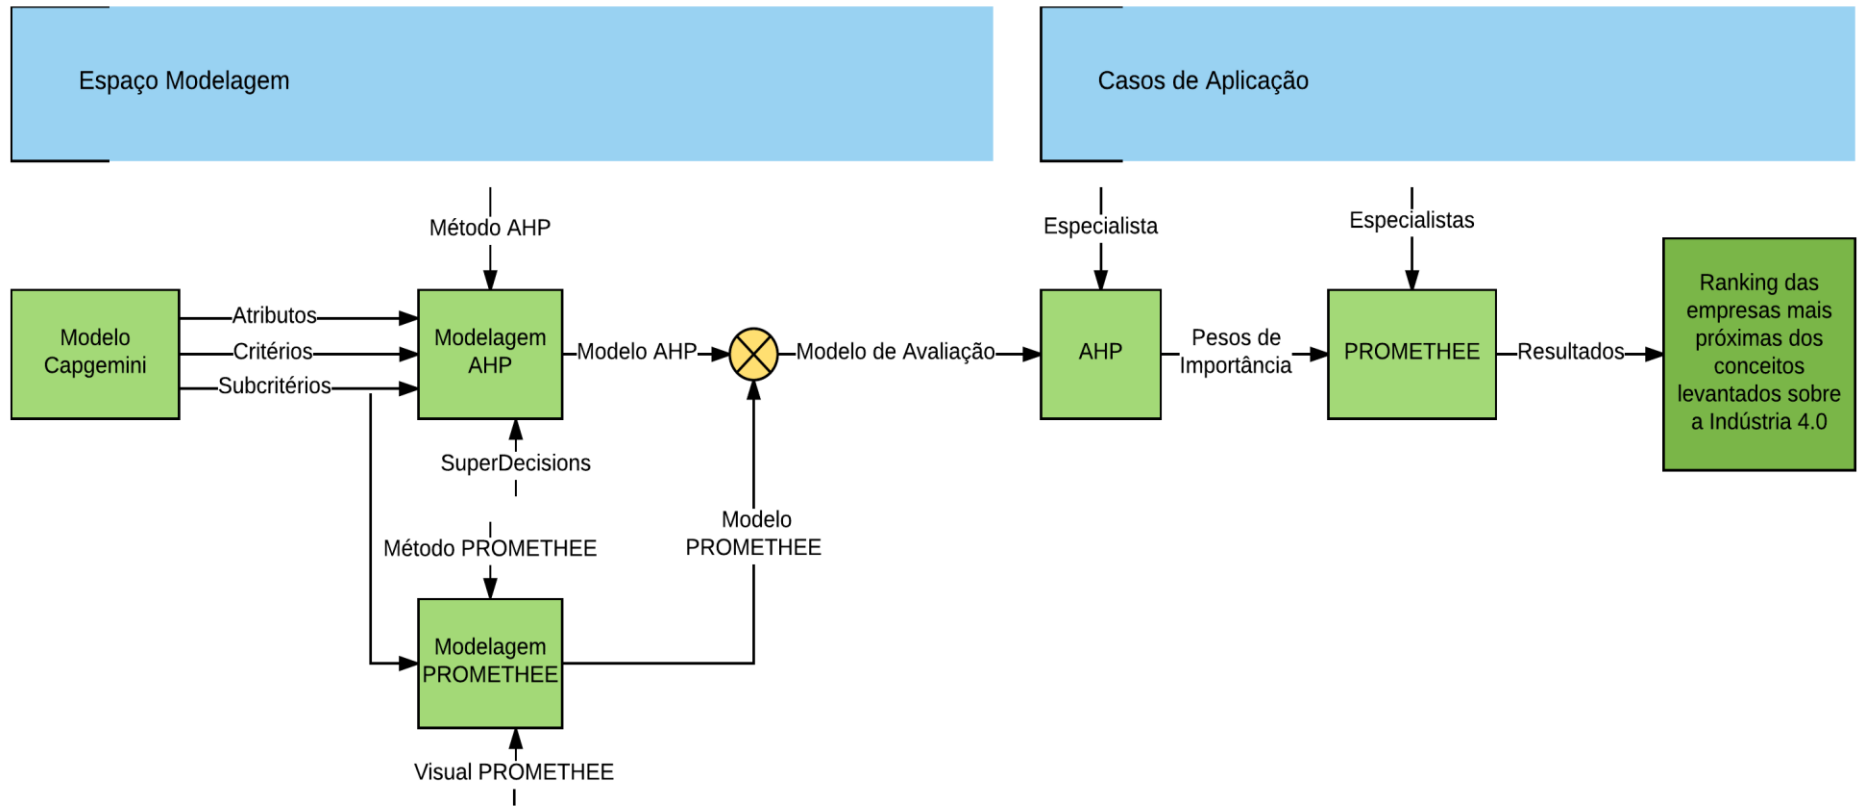 Espaço Modelagem
Casos de Aplicação
Método AHP
Especialista
Especialistas
Modelo
Capgemini
Atributos
Critérios
Subcritérios
Modelagem
AHP
Modelo AHP
Modelo de Avaliação
AHP
Pesos de
Importância
PROMETHEE
Resultados
Ranking das
empresas mais
próximas dos
conceitos
levantados sobre
a Indústria 4.0
SuperDecisions
Método PROMETHEE
Modelo
PROMETHEE
Modelagem
PROMETHEE
Visual PROMETHEE